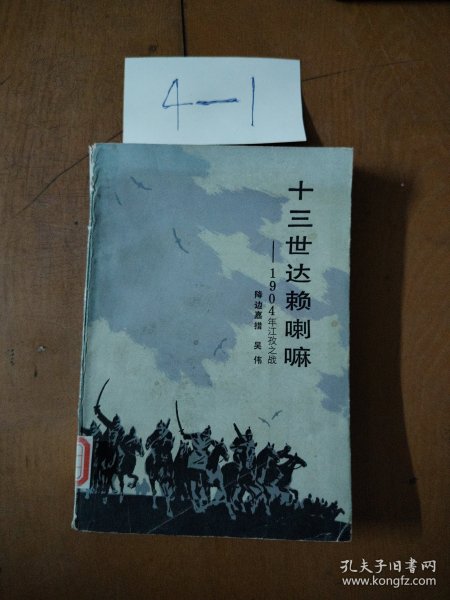 4—1
十三世达赖喇嘛
——1904年江孜之战
降边嘉措 吴伟
孔夫子旧书网
www.kongfz.com